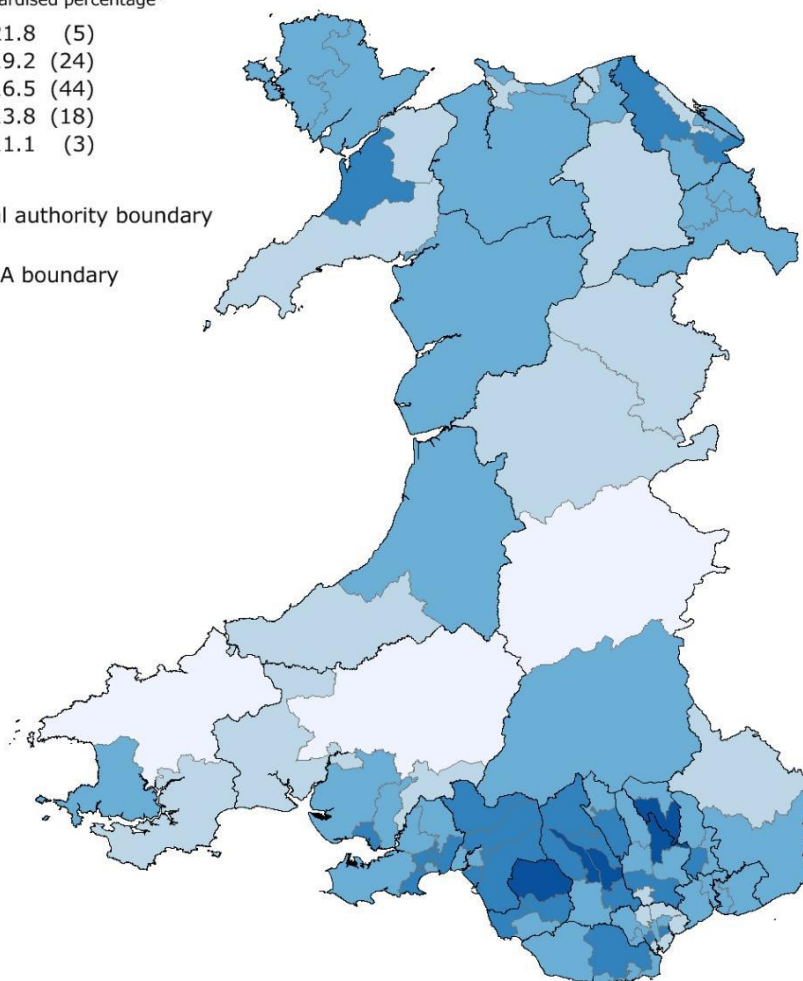 ardised percentage
1.8 (5)
9.2 (24)
6.5 (44)
3.8 (18)
1.1 (3)
l authority boundary
A boundary